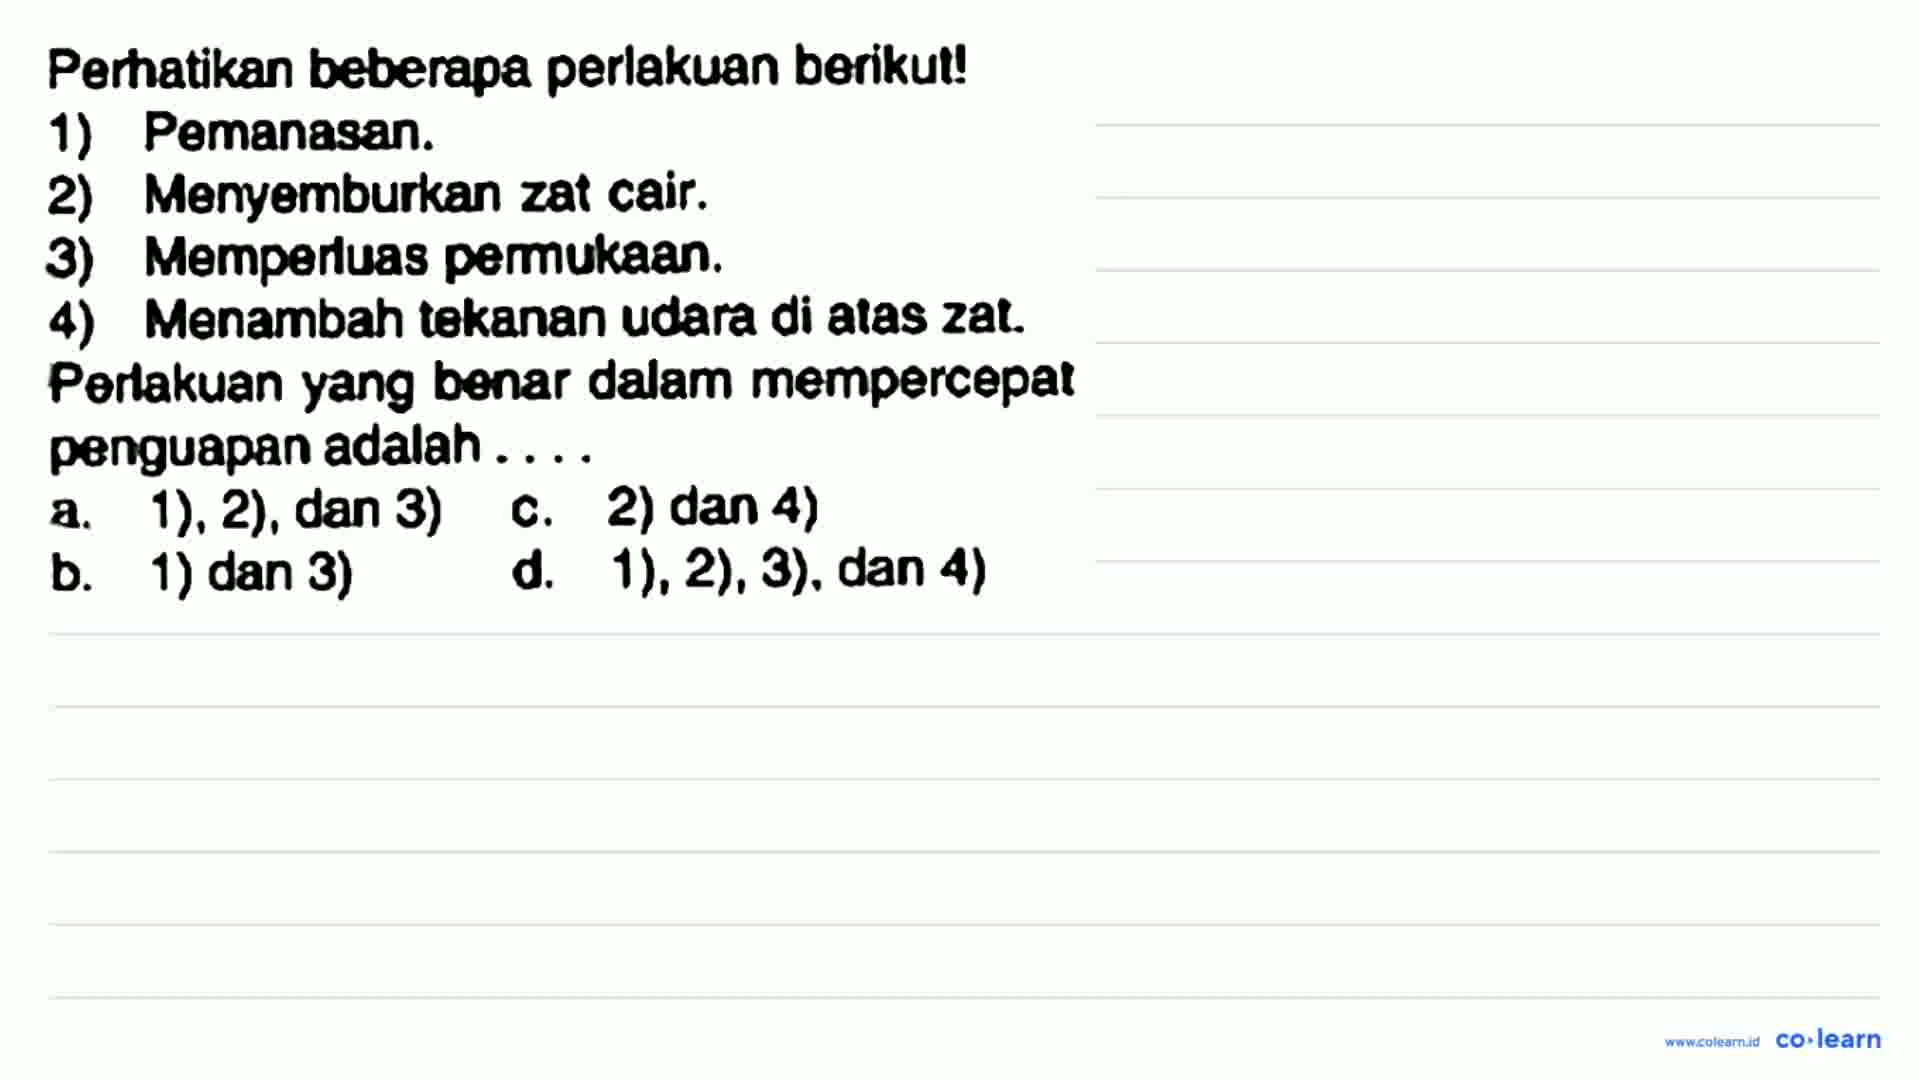 Perhatikan beberapa perlakuan berikut!
1) Pemanasan.
2) Menyemburkan zat cair.
3) Memperluas permukaan.
4) Menambah tekanan udara di atas zat.
Perlakuan yang benar dalam mempercepat
penguapan adalah . . . .
a. 1), 2), dan 3) c. 2) dan 4)
b. 1) dan 3) d. 1), 2), 3), dan 4)
www.colearn.id co learn